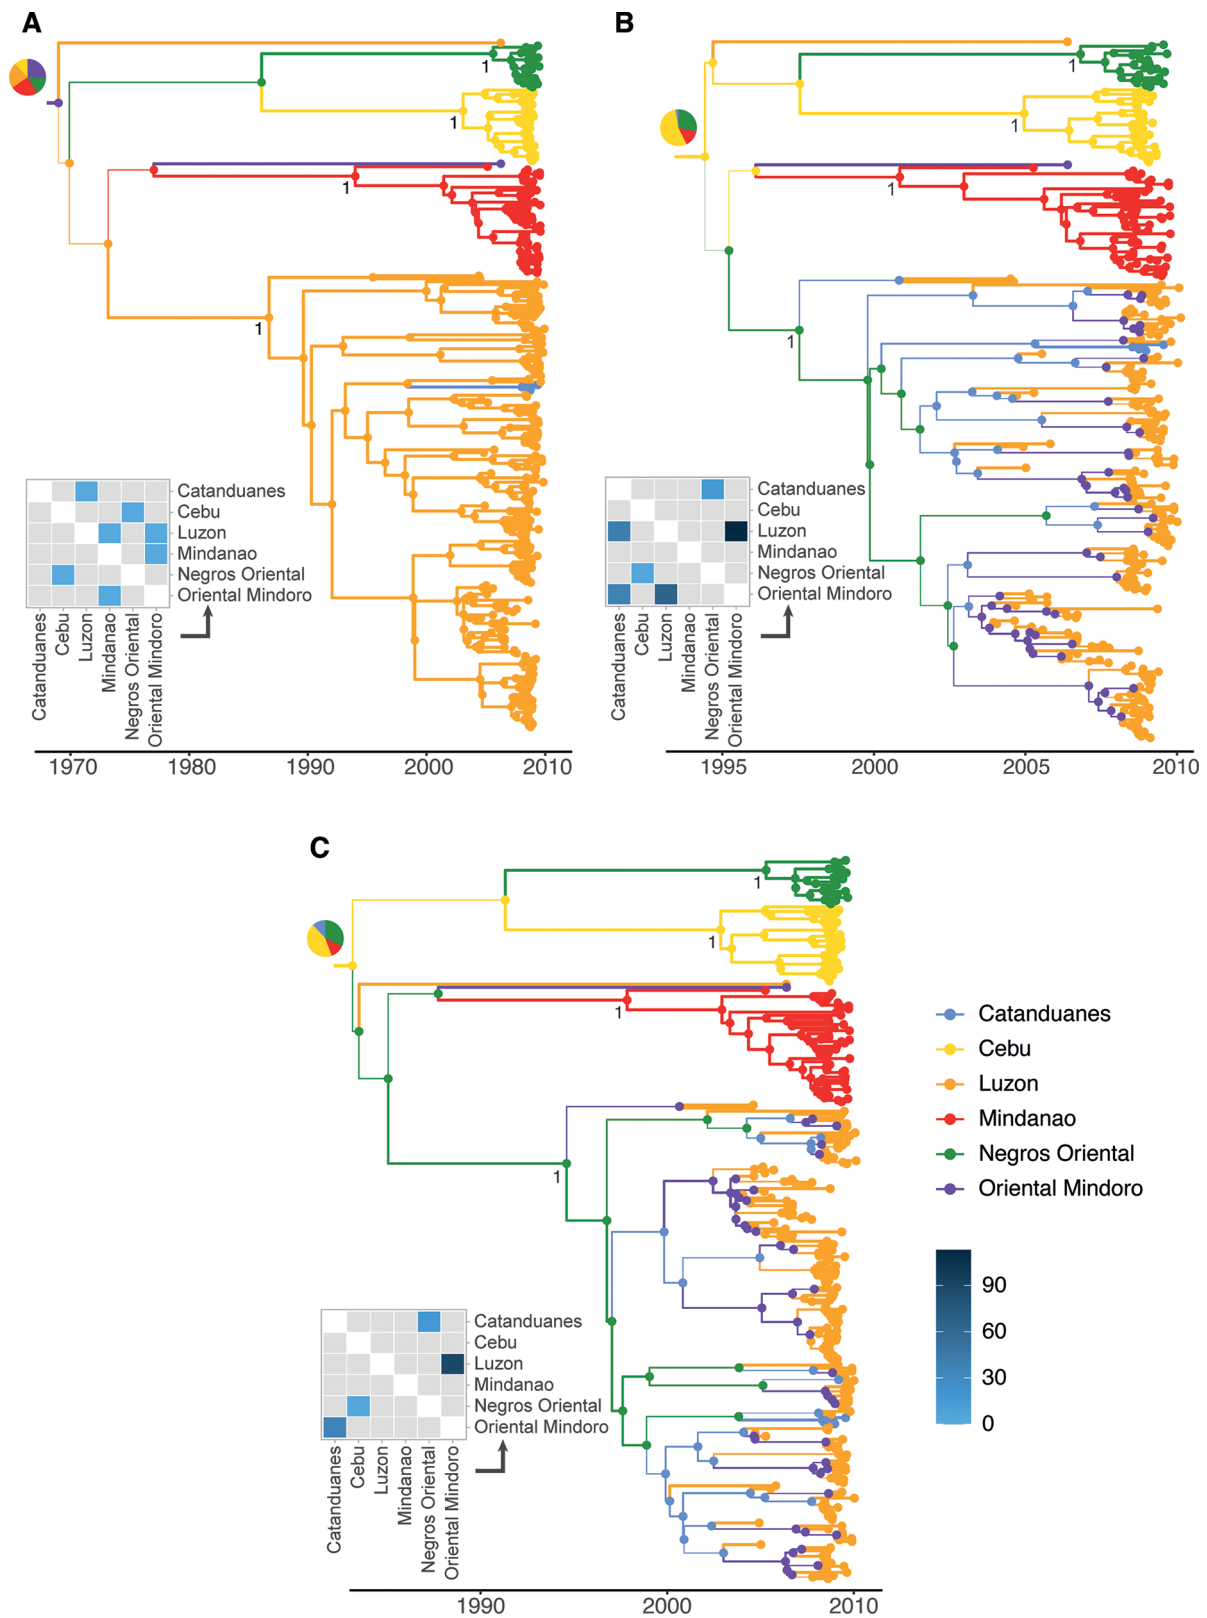 A
1
1
1
1
Catanduanes
Cebu
Luzon
Mindanao
Negros Oriental
Oriental Mindoro
Catanduanes
Cebu
Luzon
Mindanao
Negros Oriental
Oriental Mindoro
1970 1980 1990 2000 2010
B
1
1
1
1
Catanduanes
Cebu
Luzon
Mindanao
Negros Oriental
Oriental Mindoro
Catanduanes
Cebu
Luzon
Mindanao
Negros Oriental
Oriental Mindoro
1995 2000 2005 2010
C
1
1
1
1
Catanduanes
Cebu
Luzon
Mindanao
Negros Oriental
Oriental Mindoro
Catanduanes
Cebu
Luzon
Mindanao
Negros Oriental
Oriental Mindoro
1990 2000 2010
Catanduanes
Cebu
Luzon
Mindanao
Negros Oriental
Oriental Mindoro
90
60
30
0